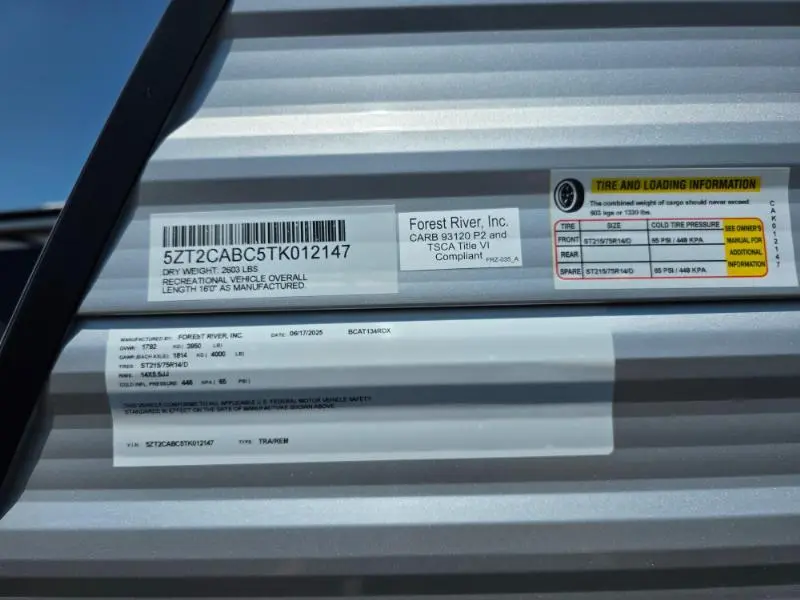 5ZT2CABC5TK012147
DRY WEIGHT: 2603 LBS
RECREATIONAL VEHICLE OVERALL
LENGTH 16'0" AS MANUFACTURED.
Forest River, Inc.
CARB 93120 P2 and
TSCA Title VI
Compliant
FRZ-035_A
TIRE AND LOADING INFORMATION
The combined weight of cargo should never exceed
603 kgs or 1330 lbs.
TIRE SIZE COLD TIRE PRESSURE
FRONT ST215/75R14/D 65 PSI / 448 KPA
REAR
SPARE ST215/75R14/D 65 PSI / 448 KPA
SEE OWNER'S
MANUAL FOR
ADDITIONAL
INFORMATION
CAK012147
MANUFACTURED BY: FOREST RIVER, INC. DATE: 06/17/2025 BCAT134RDX
GVWR: 1792 KG ( 3950 LB)
GAWR (EACH AXLE): 1814 KG ( 4000 LB)
TIRES: ST215/75R14/D
RIMS: 14X5.5JJ
COLD INFL. PRESSURE: 448 KPA ( 65 PSI )
THIS VEHICLE CONFORMS TO ALL APPLICABLE U.S. FEDERAL MOTOR VEHICLE SAFETY
STANDARDS IN EFFECT ON THE DATE OF MANUFACTURE SHOWN ABOVE.
V.I.N: 5ZT2CABC5TK012147 TYPE: TRA/REM